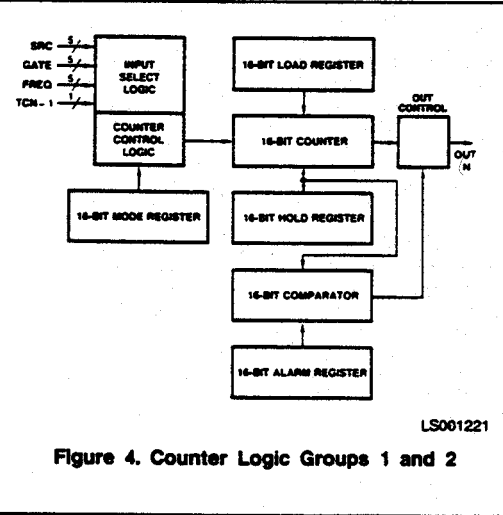 SRC 5
GATE 5
FREQ 5
TCN-1 1
INPUT
SELECT
LOGIC
COUNTER
CONTROL
LOGIC
16-BIT MODE REGISTER
16-BIT LOAD REGISTER
16-BIT COUNTER
16-BIT HOLD REGISTER
16-BIT COMPARATOR
16-BIT ALARM REGISTER
OUT
CONTROL
OUT
N
LS001221
Figure 4. Counter Logic Groups 1 and 2